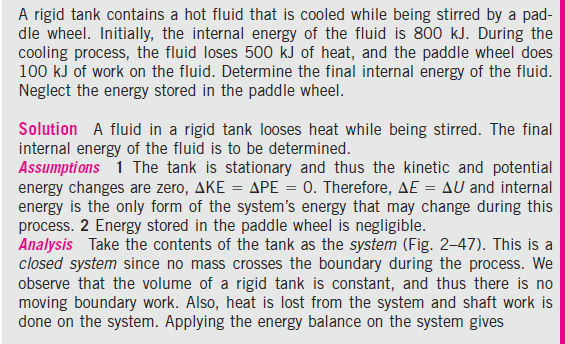 A rigid tank contains a hot fluid that is cooled while being stirred by a pad-
dle wheel. Initially, the internal energy of the fluid is 800 kJ. During the
cooling process, the fluid loses 500 kJ of heat, and the paddle wheel does
100 kJ of work on the fluid. Determine the final internal energy of the fluid.
Neglect the energy stored in the paddle wheel.
Solution A fluid in a rigid tank looses heat while being stirred. The final
internal energy of the fluid is to be determined.
Assumptions 1 The tank is stationary and thus the kinetic and potential
energy changes are zero, ΔKE = ΔPE = 0. Therefore, ΔE = ΔU and internal
energy is the only form of the system's energy that may change during this
process. 2 Energy stored in the paddle wheel is negligible.
Analysis Take the contents of the tank as the system (Fig. 2–47). This is a
closed system since no mass crosses the boundary during the process. We
observe that the volume of a rigid tank is constant, and thus there is no
moving boundary work. Also, heat is lost from the system and shaft work is
done on the system. Applying the energy balance on the system gives